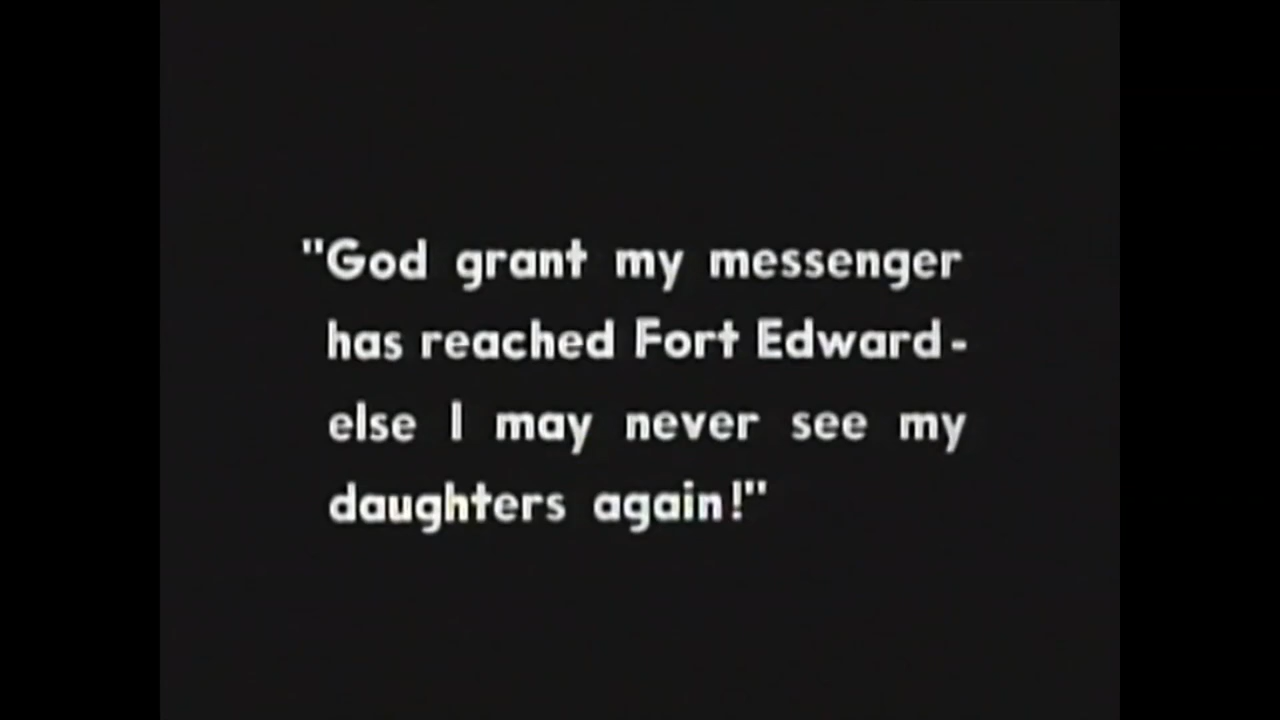 "God grant my messenger
has reached Fort Edward-
else I may never see my
daughters again!"